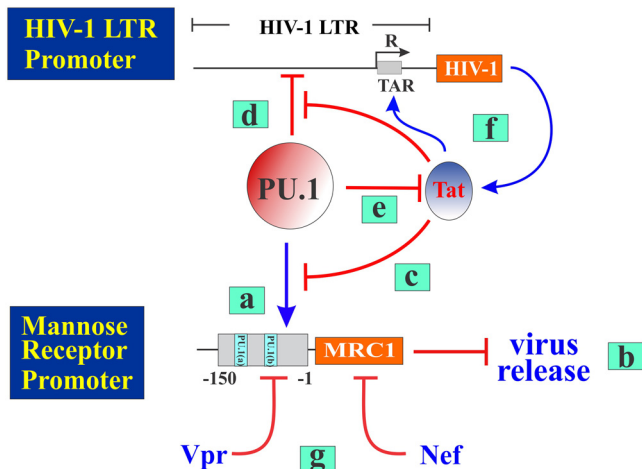 HIV-1 LTR
Promoter
HIV-1 LTR
R
HIV-1
TAR
d
f
PU.1
Tat
e
c
a
Mannose
Receptor
Promoter
PU.1(a)
PU.1(b)
MRC1
virus
release
b
-150
-1
Vpr
g
Nef